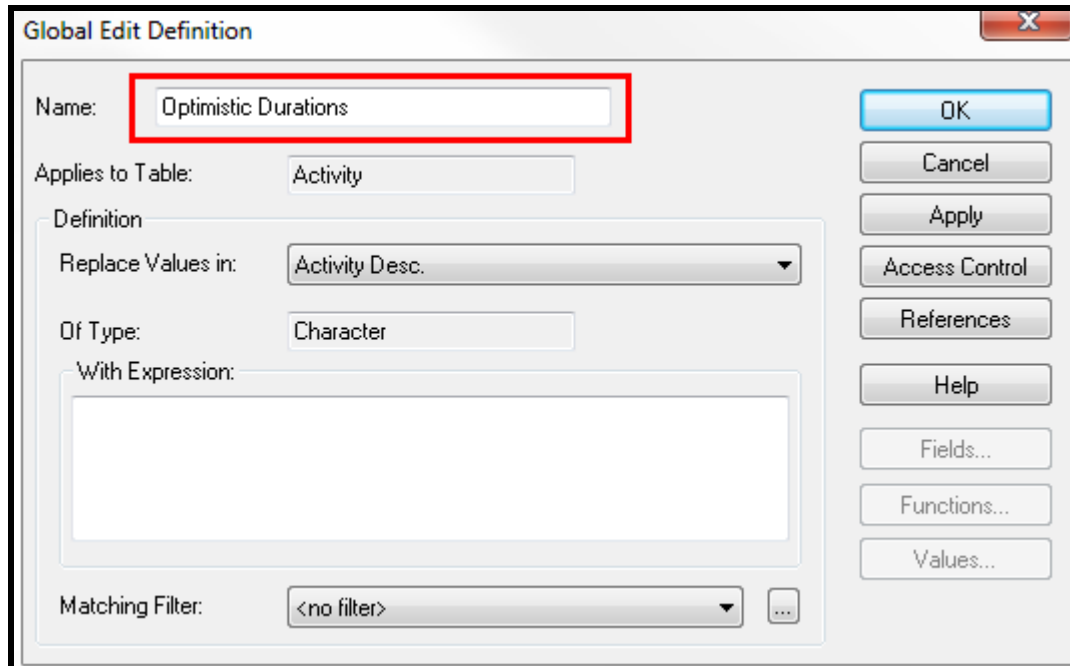 Global Edit Definition
Name: Optimistic Durations
OK
Applies to Table: Activity
Cancel
Definition
Apply
Replace Values in: Activity Desc.
Access Control
Of Type: Character
References
With Expression:
Help
Fields...
Functions...
Values...
Matching Filter: <no filter> ...